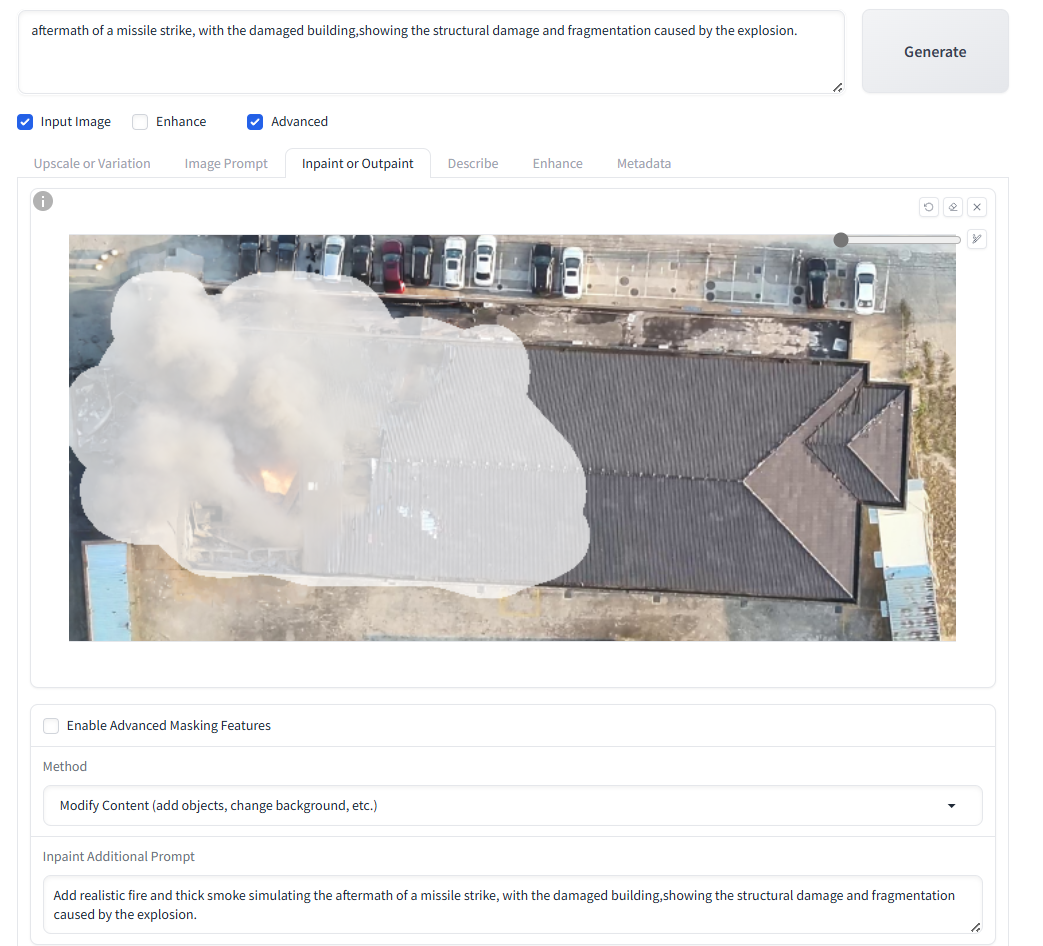 aftermath of a missile strike, with the damaged building,showing the structural damage and fragmentation caused by the explosion.
Generate
Input Image
Enhance
Advanced
Upscale or Variation
Image Prompt
Inpaint or Outpaint
Describe
Enhance
Metadata
i
Enable Advanced Masking Features
Method
Modify Content (add objects, change background, etc.)
Inpaint Additional Prompt
Add realistic fire and thick smoke simulating the aftermath of a missile strike, with the damaged building,showing the structural damage and fragmentation
caused by the explosion.